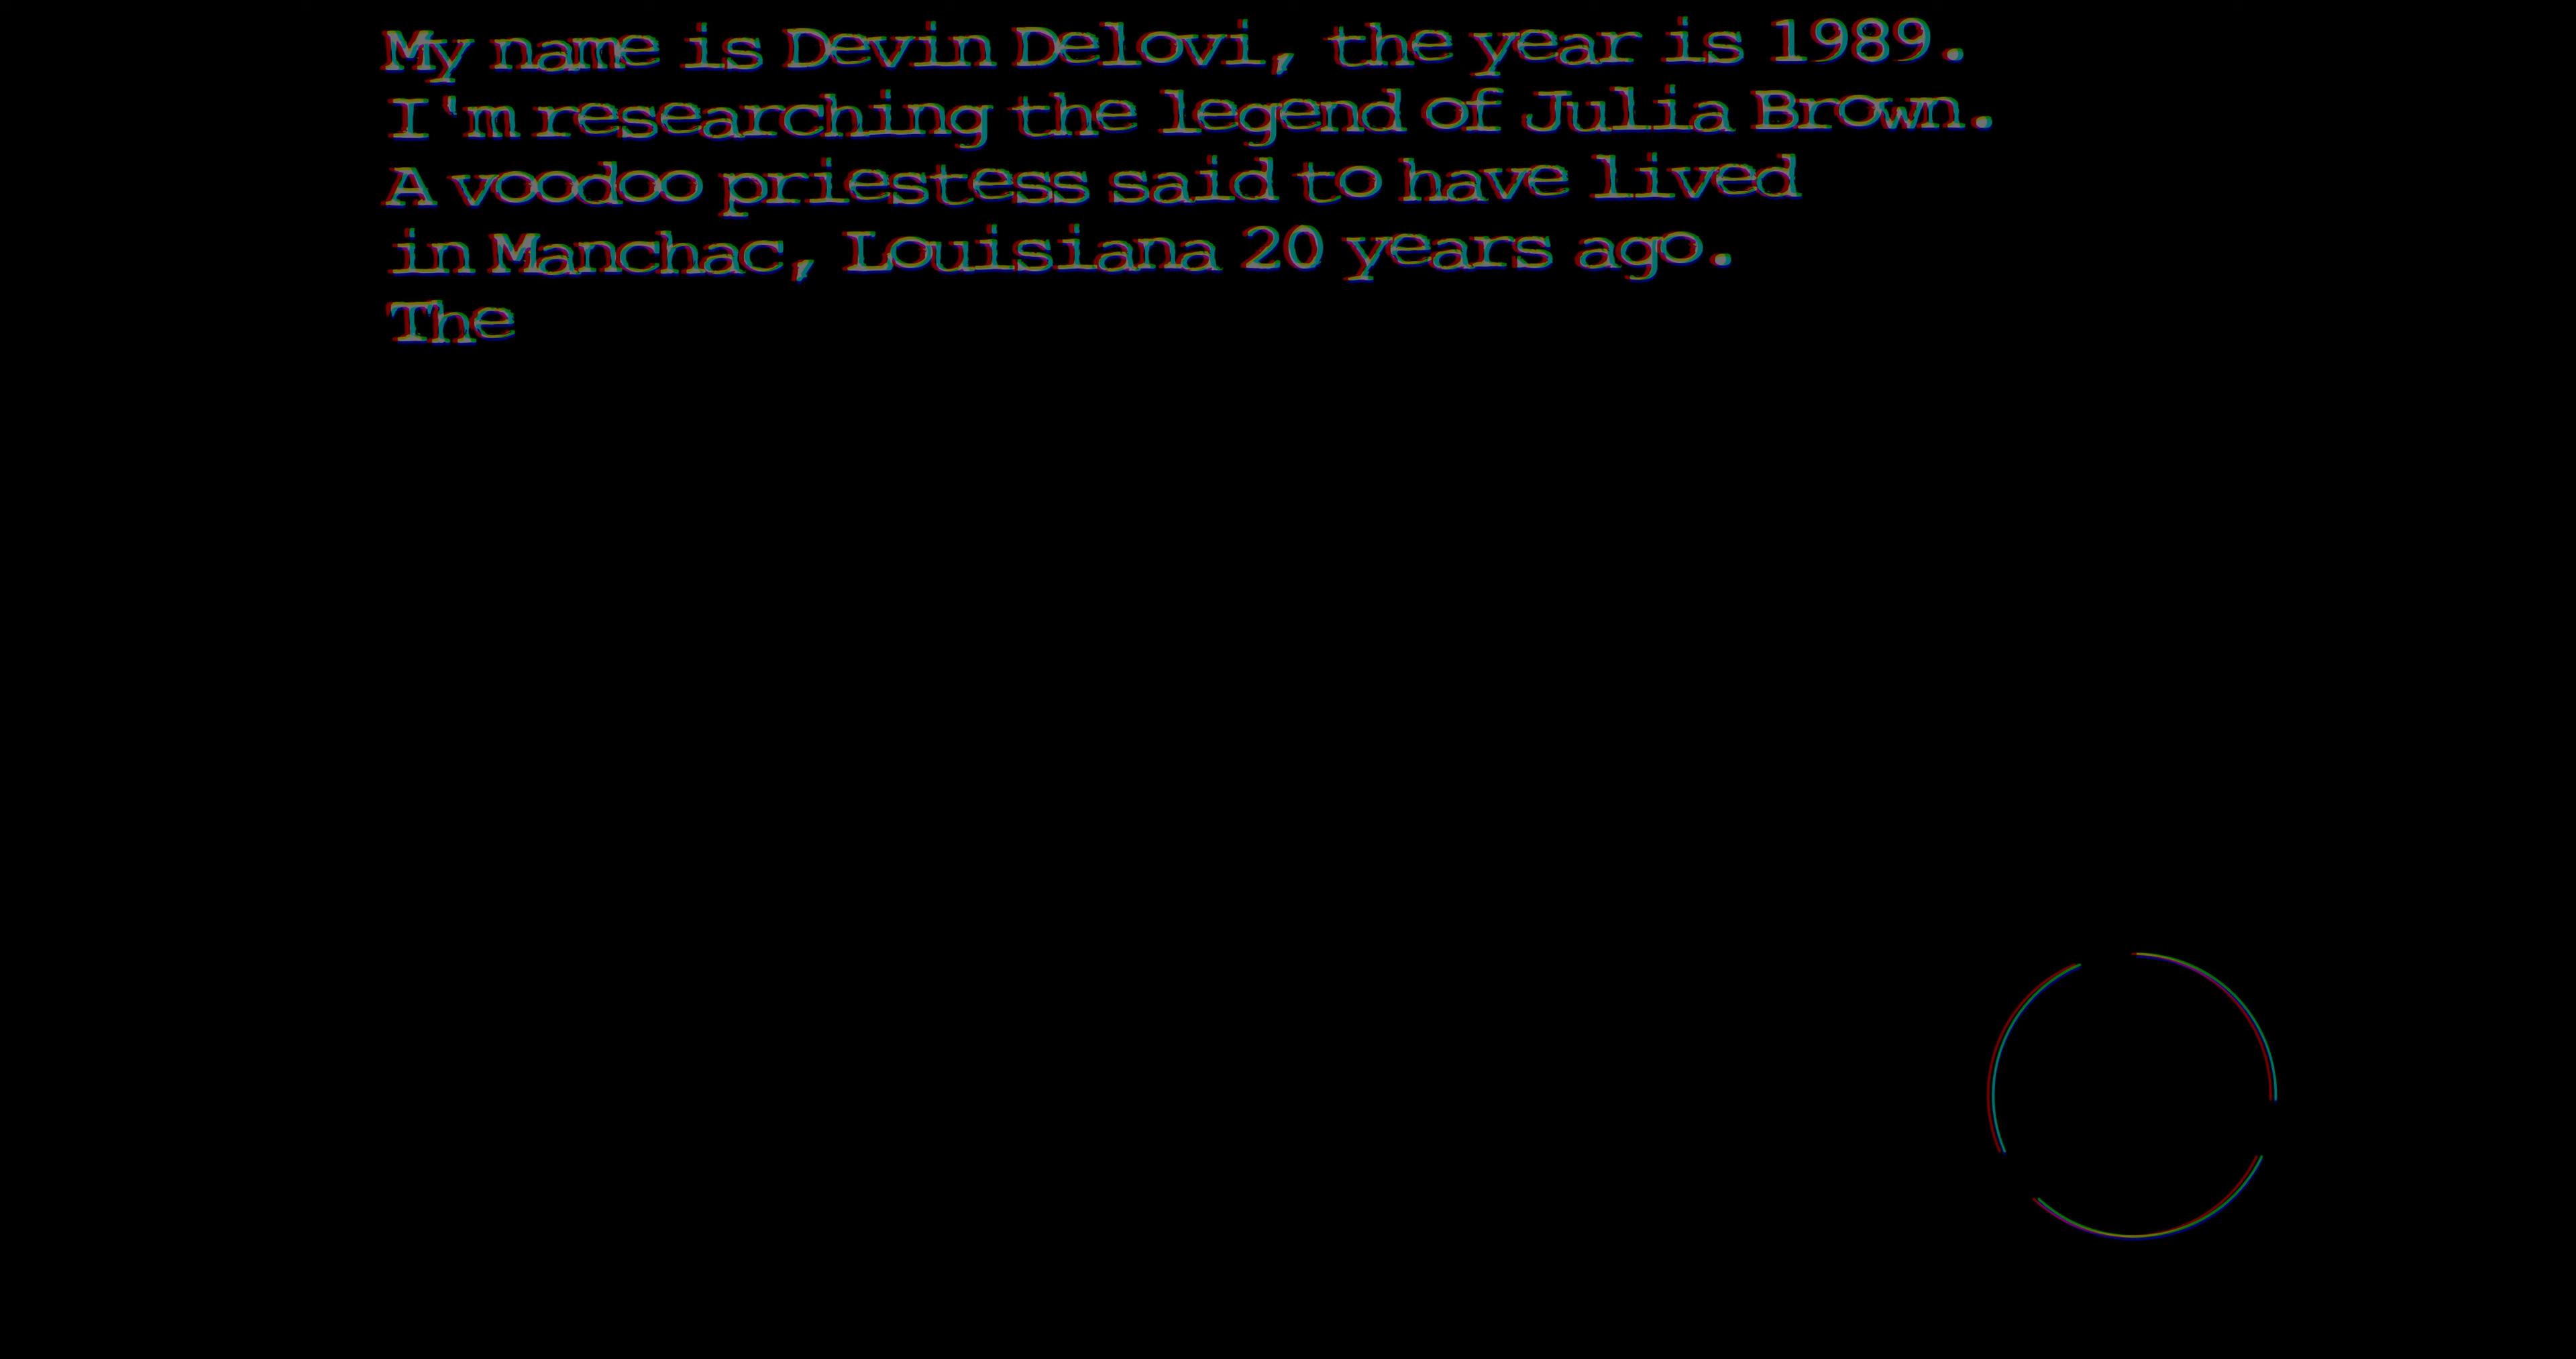 My name is Devin Delovi, the year is 1989.
I'm researching the legend of Julia Brown.
A voodoo priestess said to have lived
in Manchac, Louisiana 20 years ago.
The